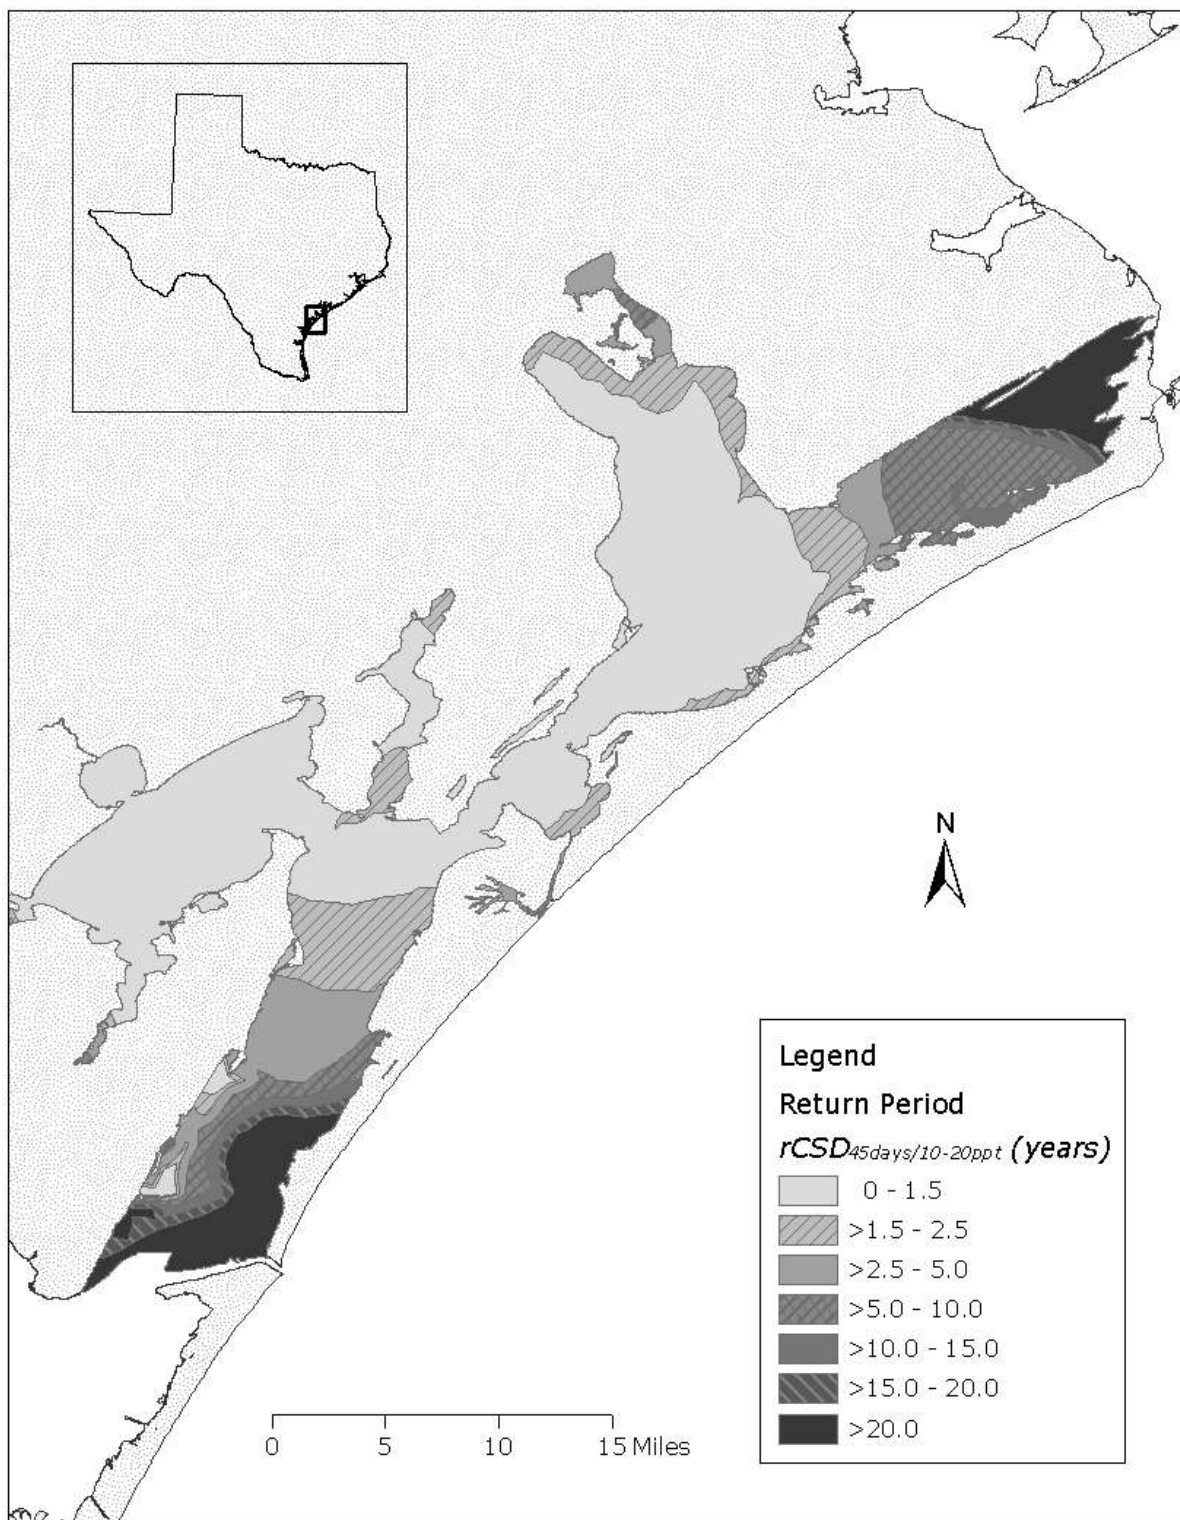 N
Legend
Return Period
rCSD45days/10-20ppt (years)
0 - 1.5
>1.5 - 2.5
>2.5 - 5.0
>5.0 - 10.0
>10.0 - 15.0
>15.0 - 20.0
>20.0
0 5 10 15 Miles